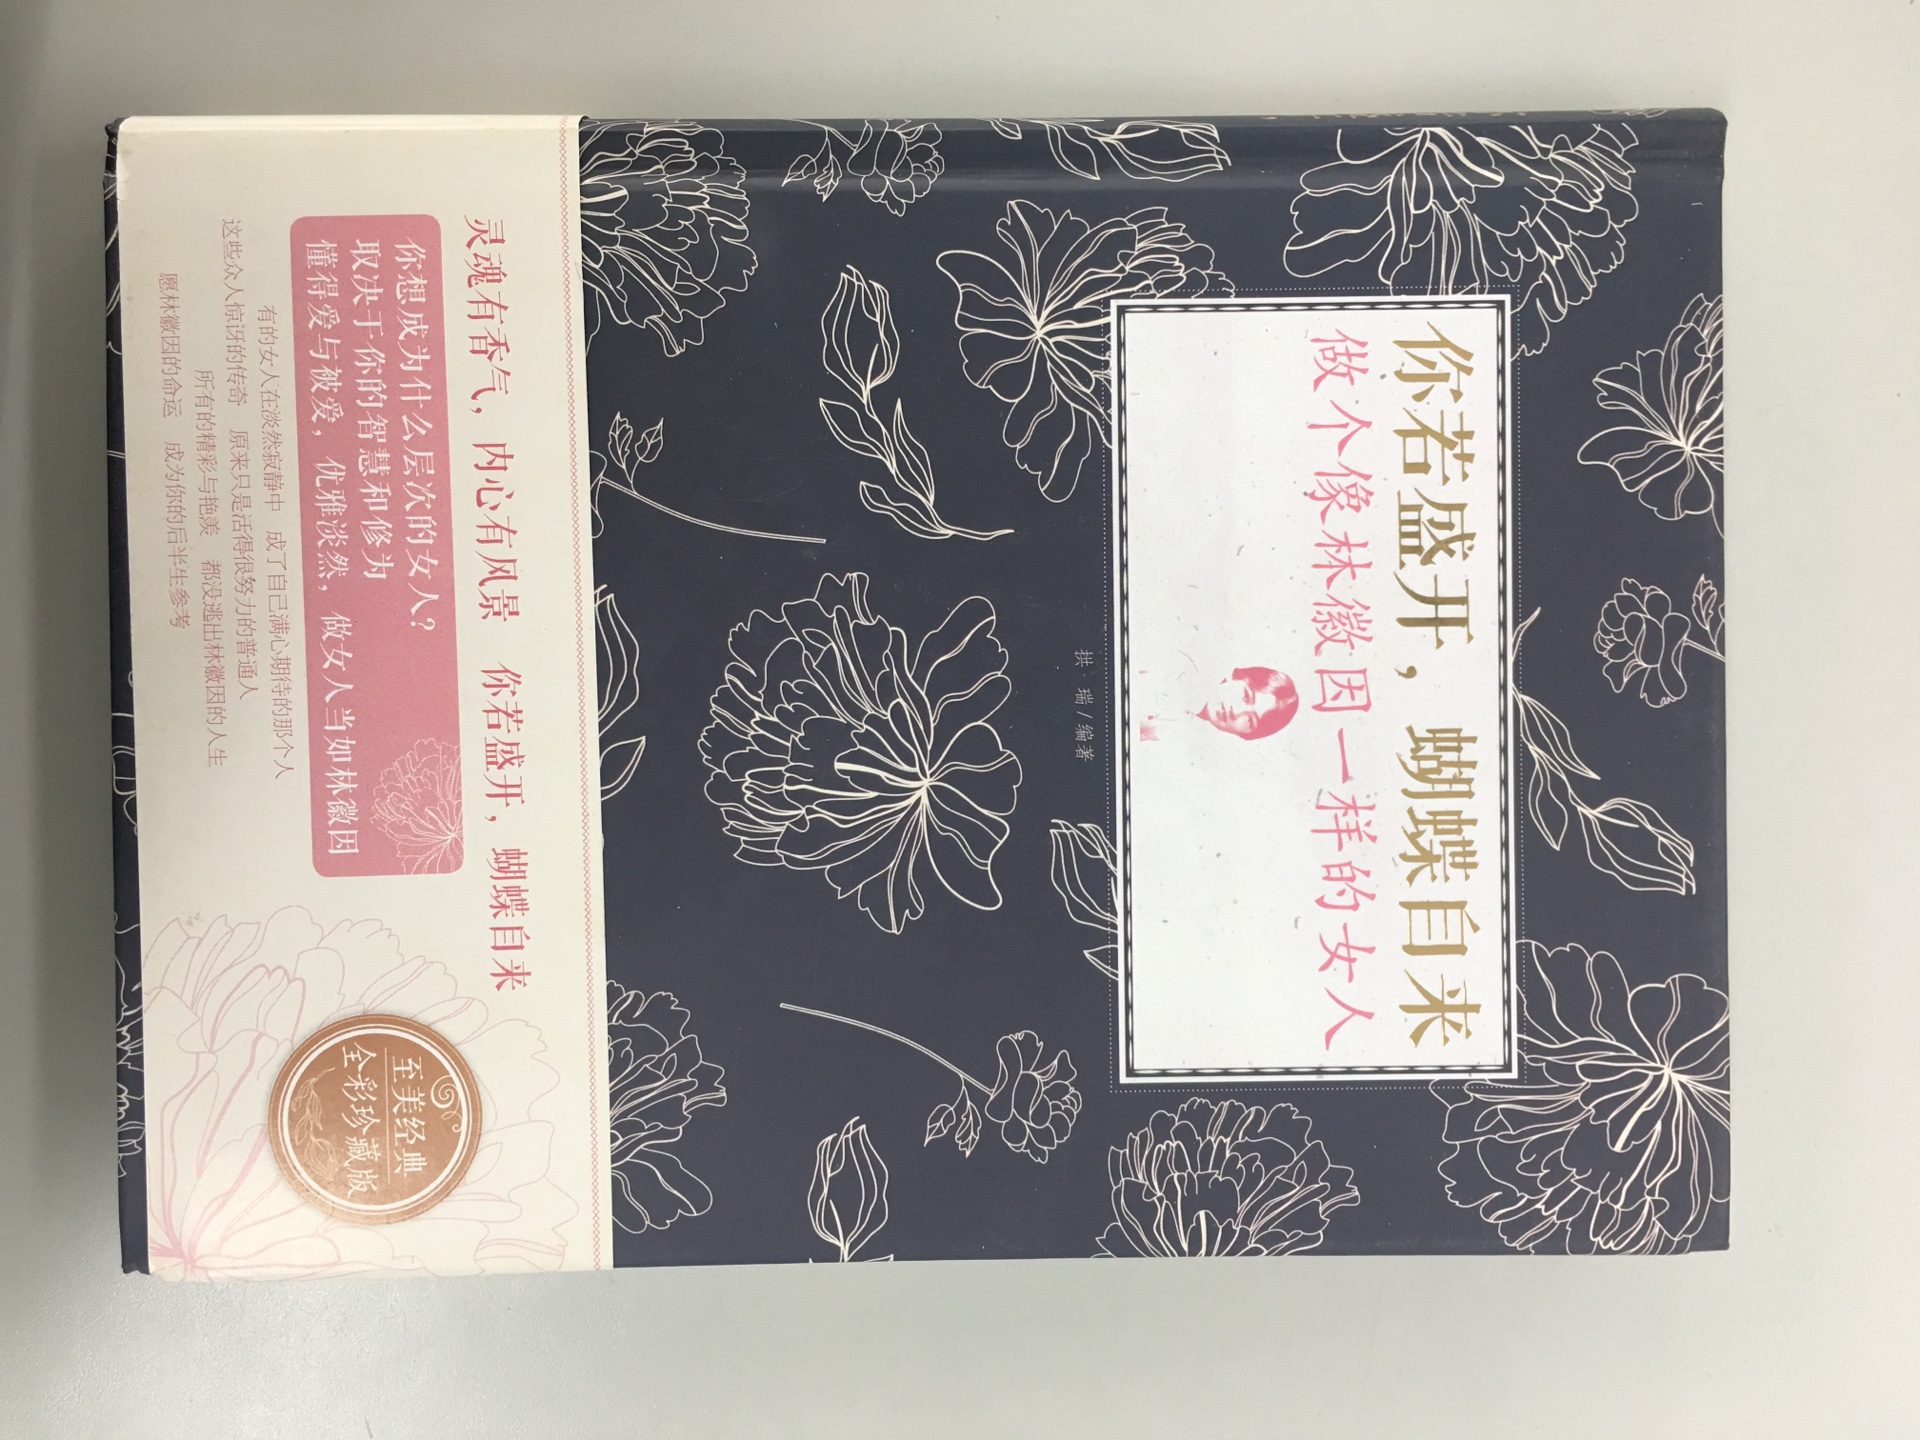 你若盛开，蝴蝶自来
做个像林徽因一样的女人
拱 瑞/编著
灵魂有香气，内心有风景 你若盛开，蝴蝶自来
你想成为什么层次的女人？
取决于你的智慧和修为
懂得爱与被爱，优雅淡然，做女人当如林徽因
有的女人在淡然寂静中 成了自己满心期待的那个人
这些众人惊讶的传奇 原来只是活得很努力的普通人
所有的精彩与艳羡 都没逃出林徽因的人生
愿林徽因的命运 成为你的后半生参考
至美经典
全彩珍藏版